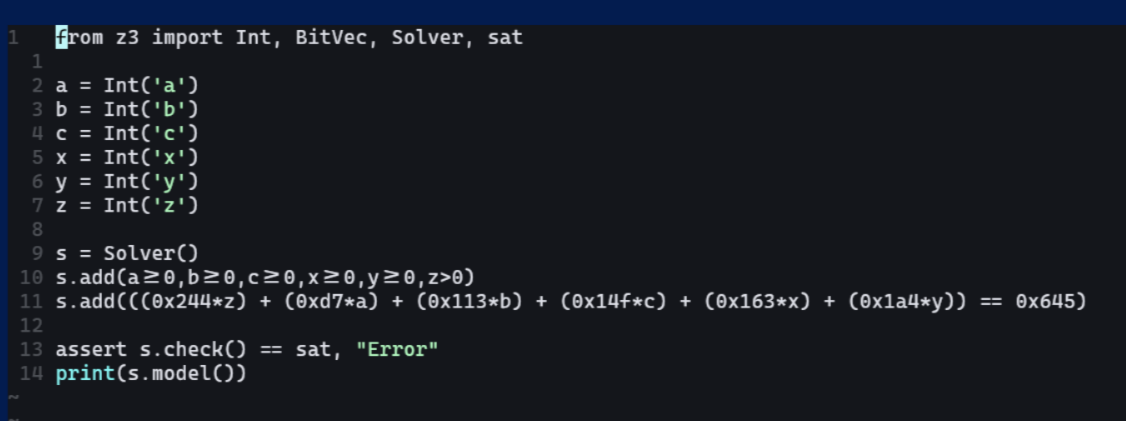 1 from z3 import Int, BitVec, Solver, sat
1
2 a = Int('a')
3 b = Int('b')
4 c = Int('c')
5 x = Int('x')
6 y = Int('y')
7 z = Int('z')
8
9 s = Solver()
10 s.add(a≥0,b≥0,c≥0,x≥0,y≥0,z>0)
11 s.add(((0x244*z) + (0xd7*a) + (0x113*b) + (0x14f*c) + (0x163*x) + (0x1a4*y)) == 0x645)
12
13 assert s.check() == sat, "Error"
14 print(s.model())
~
~